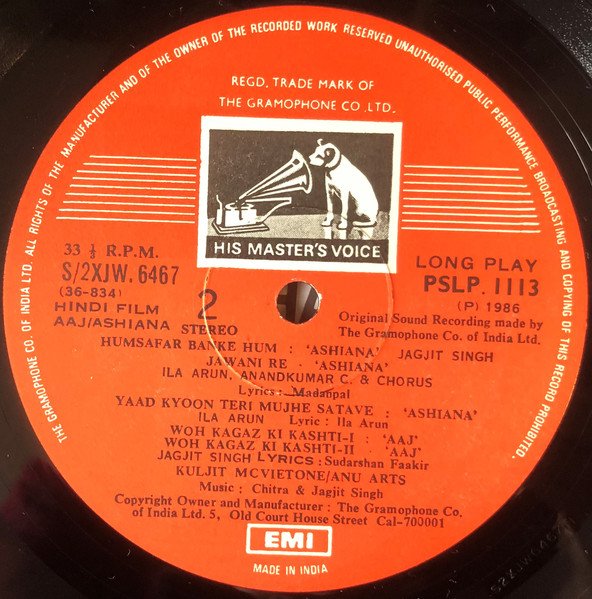 THE GRAMOPHONE CO. OF INDIA LTD. ALL RIGHTS OF THE MANUFACTURER AND OF THE OWNER OF THE RECORDED WORK RESERVED UNAUTHORISED PUBLIC PERFORMANCE BROADCASTING AND COPYING OF THIS RECORD PROHIBITED.
REGD. TRADE MARK OF
THE GRAMOPHONE CO. LTD.
HIS MASTER'S VOICE
33 ⅓ R.P.M.
S/2XJW. 6467
(36-834)
HINDI FILM
AAJ/ASHIANA
2
STEREO
LONG PLAY
PSLP. 1113
(P) 1986
Original Sound Recording made by
The Gramophone Co. of India Ltd.
HUMSAFAR BANKE HUM : 'ASHIANA' JAGJIT SINGH
JAWANI RE · 'ASHIANA'
ILA ARUN, ANANDKUMAR C. & CHORUS
Lyrics : Madanpal
YAAD KYOON TERI MUJHE SATAVE : 'ASHIANA'
ILA ARUN Lyric : Ila Arun
WOH KAGAZ KI KASHTI-I : 'AAJ'
WOH KAGAZ KI KASHTI-II : 'AAJ'
JAGJIT SINGH LYRICS : Sudarshan Faakir
KULJIT MCVIETONE/ANU ARTS
Music : Chitra & Jagjit Singh
Copyright Owner and Manufacturer : The Gramophone Co.
of India Ltd. 5, Old Court House Street Cal-700001
EMI
MADE IN INDIA